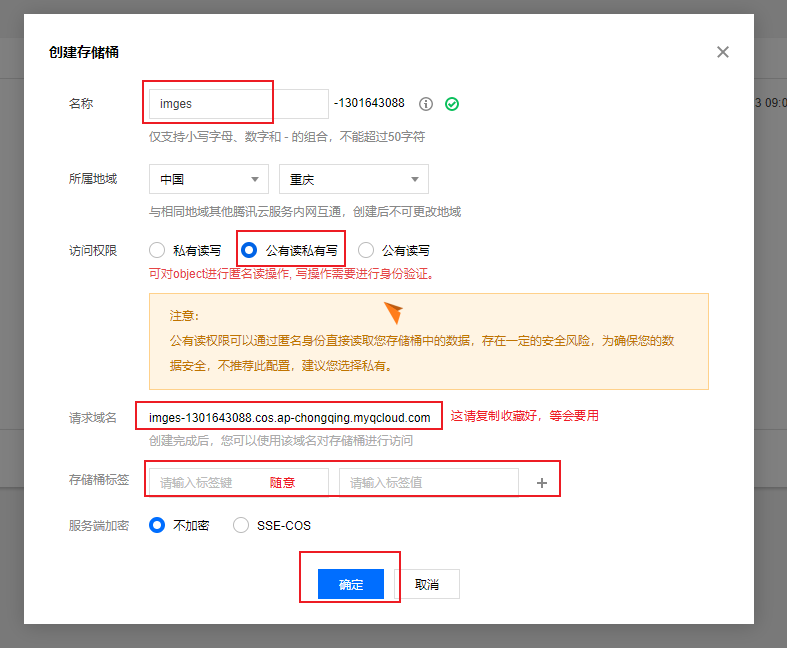 创建存储桶
名称
imges
-1301643088
仅支持小写字母、数字和 - 的组合，不能超过50字符
所属地域
中国
重庆
与相同地域其他腾讯云服务内网互通，创建后不可更改地域
访问权限
私有读写
公有读私有写
公有读写
可对object进行匿名读操作, 写操作需要进行身份验证。
注意：
公有读权限可以通过匿名身份直接读取您存储桶中的数据，存在一定的安全风险，为确保您的数
据安全，不推荐此配置，建议您选择私有。
请求域名
imges-1301643088.cos.ap-chongqing.myqcloud.com
这请复制收藏好，等会要用
创建完成后，您可以使用该域名对存储桶进行访问
存储桶标签
请输入标签键
随意
请输入标签值
服务端加密
不加密
SSE-COS
确定
取消